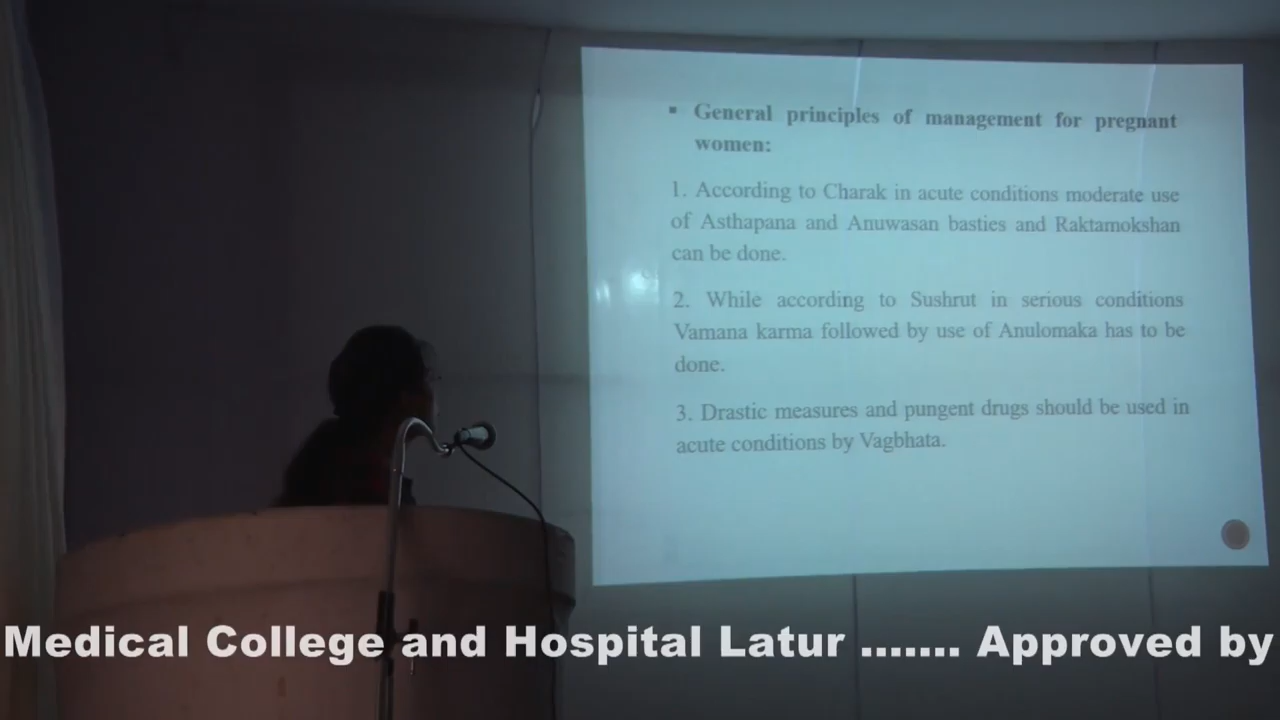 ▪ General principles of management for pregnant
women:
1. According to Charak in acute conditions moderate use
of Asthapana and Anuwasan basties and Raktamokshan
can be done.
2. While according to Sushrut in serious conditions
Vamana karma followed by use of Anulomaka has to be
done.
3. Drastic measures and pungent drugs should be used in
acute conditions by Vagbhata.
Medical College and Hospital Latur ....... Approved by